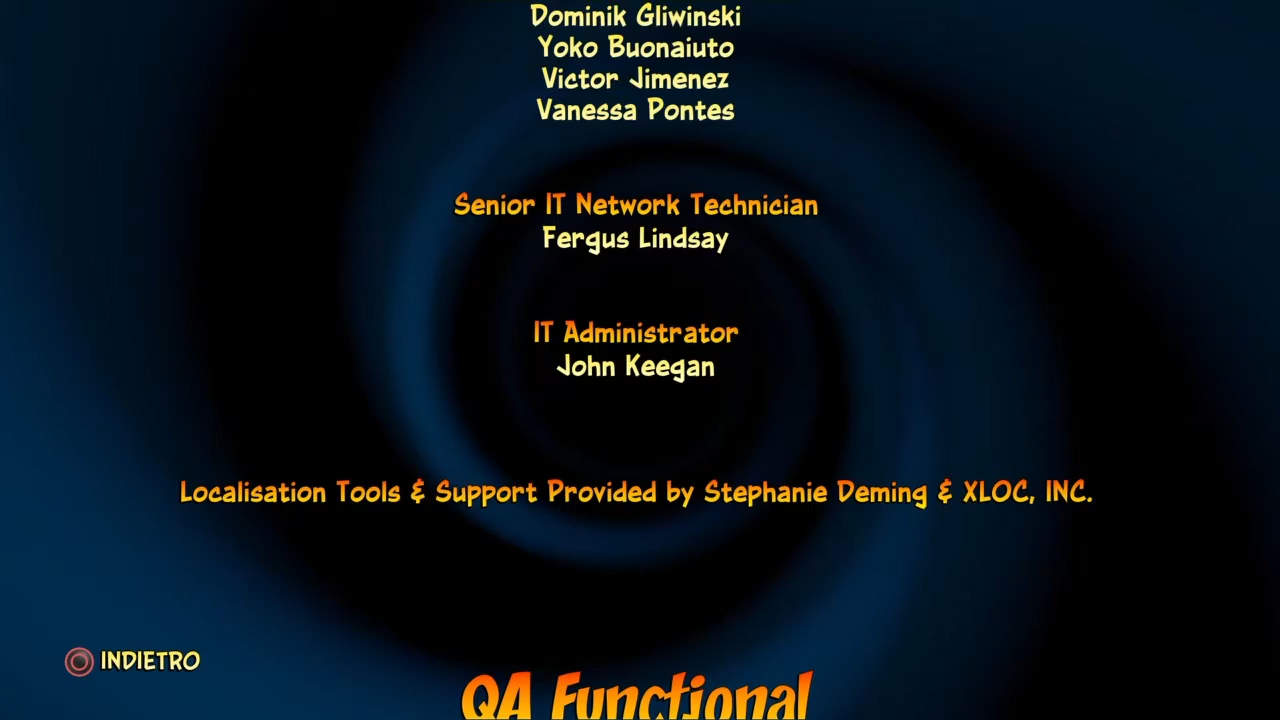 Dominik Gliwinski
Yoko Buonaiuto
Victor Jimenez
Vanessa Pontes
Senior IT Network Technician
Fergus Lindsay
IT Administrator
John Keegan
Localisation Tools & Support Provided by Stephanie Deming & XLOC, INC.
INDIETRO
QA Functional